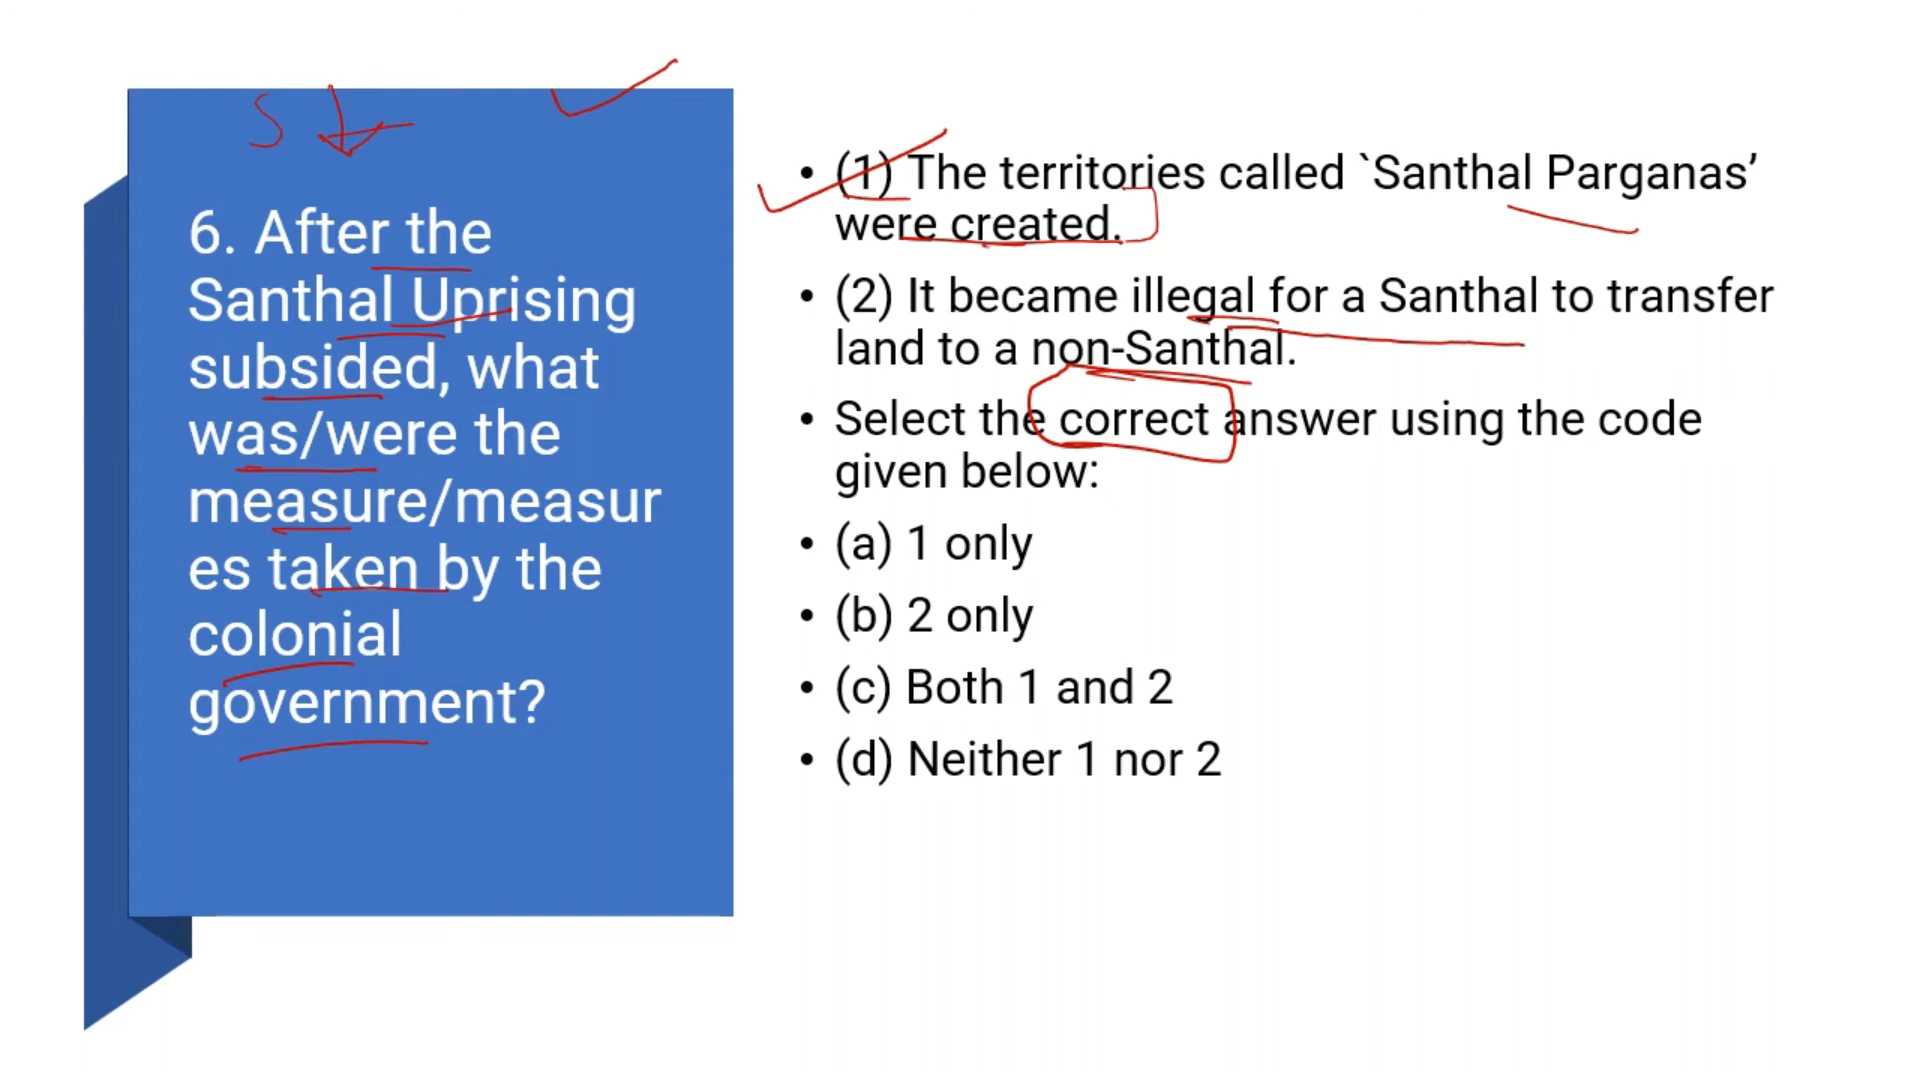 6. After the
Santhal Uprising
subsided, what
was/were the
measure/measur
es taken by the
colonial
government?
• (1) The territories called `Santhal Parganas’
were created.
• (2) It became illegal for a Santhal to transfer
land to a non-Santhal.
• Select the correct answer using the code
given below:
• (a) 1 only
• (b) 2 only
• (c) Both 1 and 2
• (d) Neither 1 nor 2